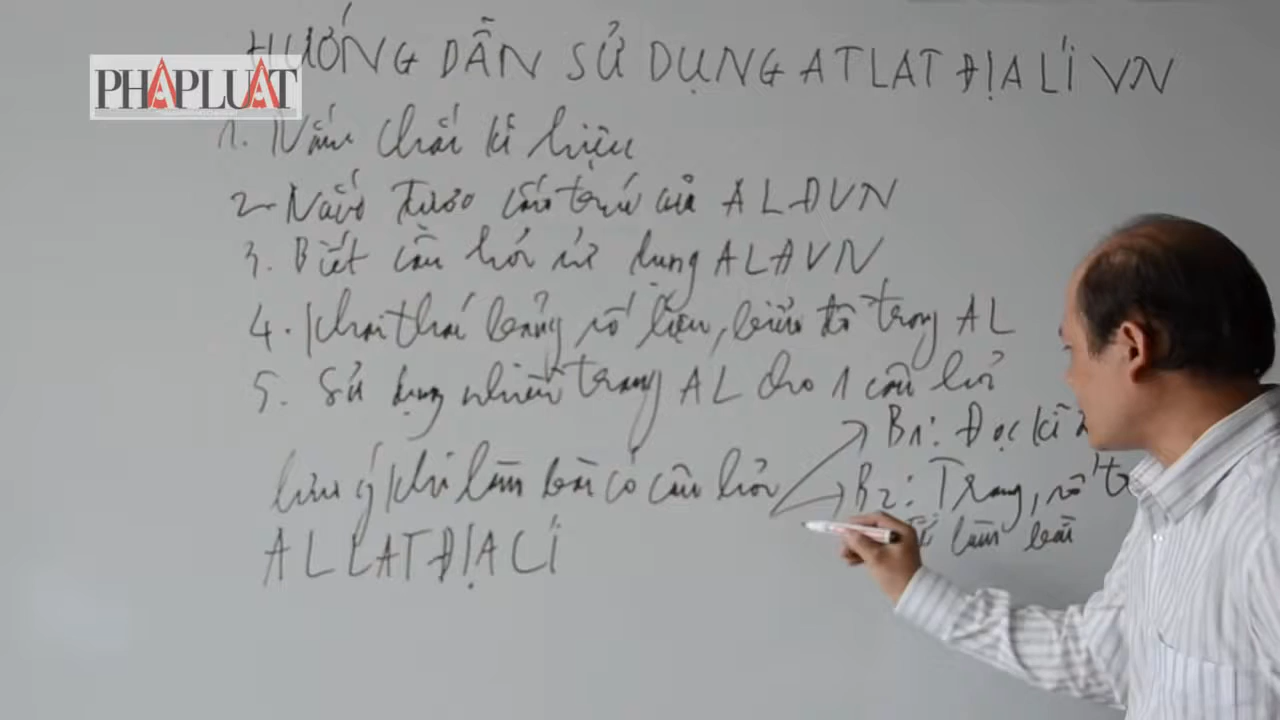 PHÁPLUẬT
HƯỚNG DẪN SỬ DỤNG ATLAT ĐỊA LÍ VN
1. Nắm chắc kí hiệu
2- Nắm được cấu trúc của ALĐVN
3. Biết câu hỏi sử dụng ALĐVN
4. Khai thác bảng số liệu, biểu đồ trong AL
5. Sử dụng nhiều trang AL cho 1 câu hỏi
Lưu ý khi làm bài có câu hỏi
ALLAT ĐỊA LÍ
B1: Đọc kĩ
B2: Trang,
làm bài